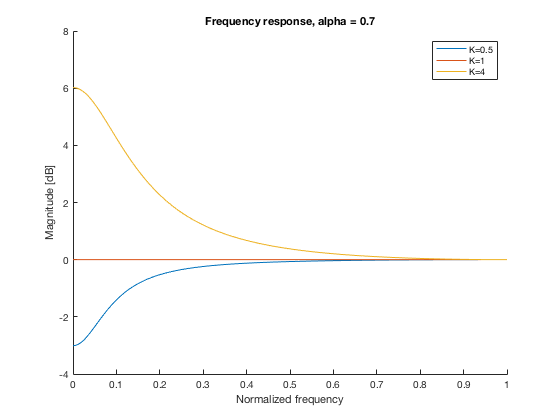 Frequency response, alpha = 0.7
K=0.5
K=1
K=4
Magnitude [dB]
8
6
4
2
0
-2
-4
0 0.1 0.2 0.3 0.4 0.5 0.6 0.7 0.8 0.9 1
Normalized frequency